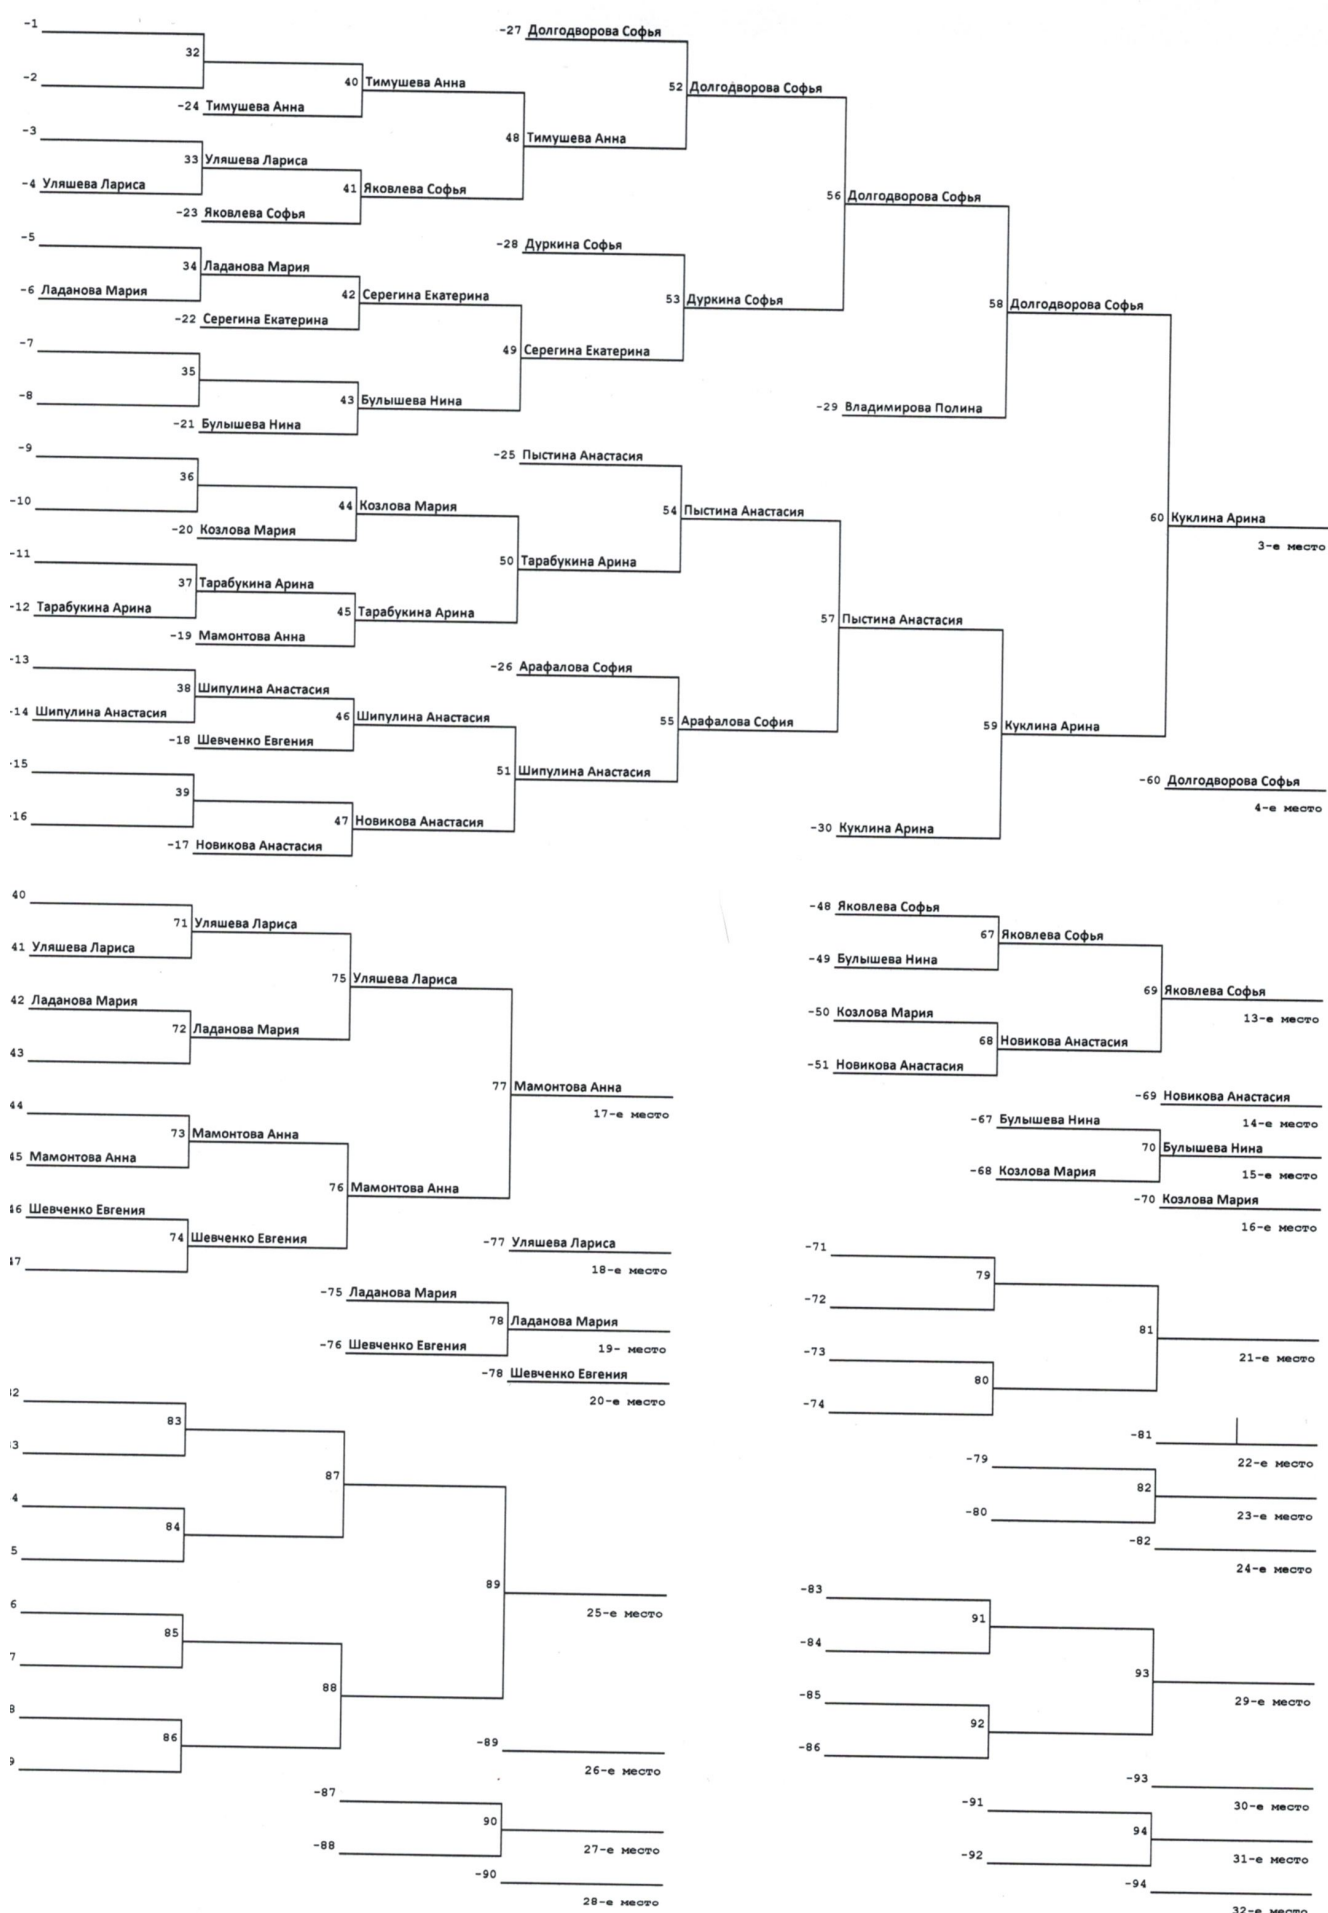 -1
32
-2
-24 Тимушева Анна
40 Тимушева Анна
-3
33 Уляшева Лариса
-4 Уляшева Лариса
-23 Яковлева Софья
41 Яковлева Софья
48 Тимушева Анна
-27 Долгодворова Софья
52 Долгодворова Софья
-5
34 Ладанова Мария
-6 Ладанова Мария
-22 Серегина Екатерина
42 Серегина Екатерина
-7
35
-8
-21 Булышева Нина
43 Булышева Нина
49 Серегина Екатерина
-28 Дуркина Софья
53 Дуркина Софья
56 Долгодворова Софья
-29 Владимирова Полина
58 Долгодворова Софья
-9
36
-10
-20 Козлова Мария
44 Козлова Мария
-11
37 Тарабукина Арина
-12 Тарабукина Арина
-19 Мамонтова Анна
45 Тарабукина Арина
50 Тарабукина Арина
-25 Пыстина Анастасия
54 Пыстина Анастасия
-13
38 Шипулина Анастасия
-14 Шипулина Анастасия
-18 Шевченко Евгения
46 Шипулина Анастасия
-15
39
-16
-17 Новикова Анастасия
47 Новикова Анастасия
51 Шипулина Анастасия
-26 Арафалова София
55 Арафалова София
57 Пыстина Анастасия
-30 Куклина Арина
59 Куклина Арина
60 Куклина Арина
3-е место
-60 Долгодворова Софья
4-е место
40
71 Уляшева Лариса
41 Уляшева Лариса
75 Уляшева Лариса
42 Ладанова Мария
72 Ладанова Мария
43
77 Мамонтова Анна
17-е место
44
73 Мамонтова Анна
45 Мамонтова Анна
76 Мамонтова Анна
46 Шевченко Евгения
74 Шевченко Евгения
47
-77 Уляшева Лариса
18-е место
-75 Ладанова Мария
78 Ладанова Мария
-76 Шевченко Евгения
19- место
-78 Шевченко Евгения
20-е место
-48 Яковлева Софья
67 Яковлева Софья
-49 Булышева Нина
69 Яковлева Софья
13-е место
-50 Козлова Мария
68 Новикова Анастасия
-51 Новикова Анастасия
-69 Новикова Анастасия
14-е место
-67 Булышева Нина
70 Булышева Нина
-68 Козлова Мария
15-е место
-70 Козлова Мария
16-е место
-71
79
-72
81
21-е место
-73
80
-74
-81
22-е место
-79
82
-80
23-е место
-82
24-е место
2
83
3
87
4
84
5
89
25-е место
6
85
7
88
8
86
9
-89
26-е место
-87
90
-88
27-е место
-90
28-е место
-83
91
-84
93
29-е место
-85
92
-86
-93
30-е место
-91
94
-92
31-е место
-94
32-е место